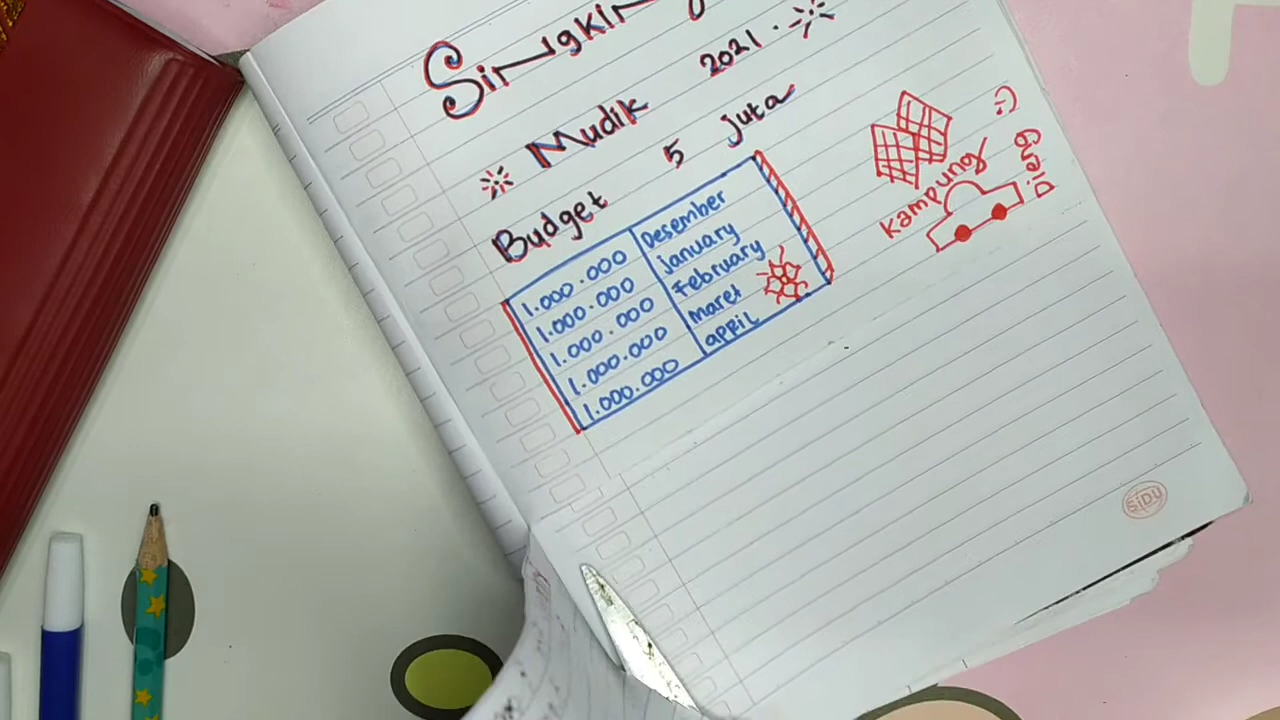 Mudik 2021
Budget 5 juta
1.000.000 Desember
1.000.000 january
1.000.000 February
1.000.000 maret
1.000.000 april
Kampung
Dieng
:)
SiDU